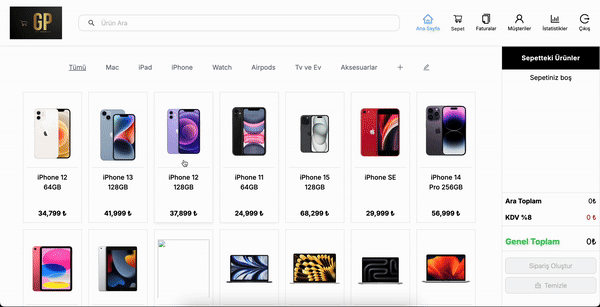 GP
Ürün Ara
Ana Sayfa
Sepet
Faturalar
Müşteriler
İstatistikler
Çıkış
Tümü
Mac
iPad
iPhone
Watch
Airpods
Tv ve Ev
Aksesuarlar
Sepetteki Ürünler
Sepetiniz boş
iPhone 12
64GB
34,799 ₺
iPhone 13
128GB
41,999 ₺
iPhone 12
128GB
37,899 ₺
iPhone 11
64GB
24,999 ₺
iPhone 15
128GB
68,299 ₺
iPhone SE
29,999 ₺
iPhone 14
Pro 256GB
56,999 ₺
Ara Toplam 0₺
KDV %8 0 ₺
Genel Toplam 0₺
Sipariş Oluştur
Temizle